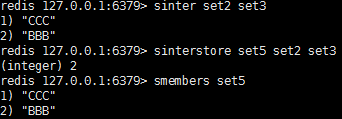 redis 127.0.0.1:6379> sinter set2 set3
1) "CCC"
2) "BBB"
redis 127.0.0.1:6379> sinterstore set5 set2 set3
(integer) 2
redis 127.0.0.1:6379> smembers set5
1) "CCC"
2) "BBB"